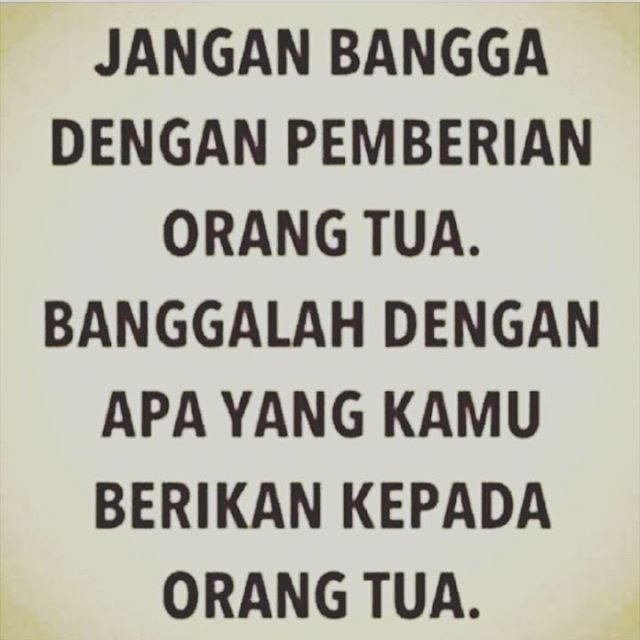 JANGAN BANGGA
DENGAN PEMBERIAN
ORANG TUA.
BANGGALAH DENGAN
APA YANG KAMU
BERIKAN KEPADA
ORANG TUA.